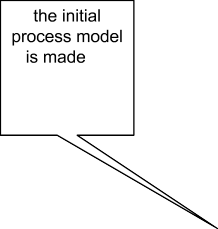 the initial
process model
is made